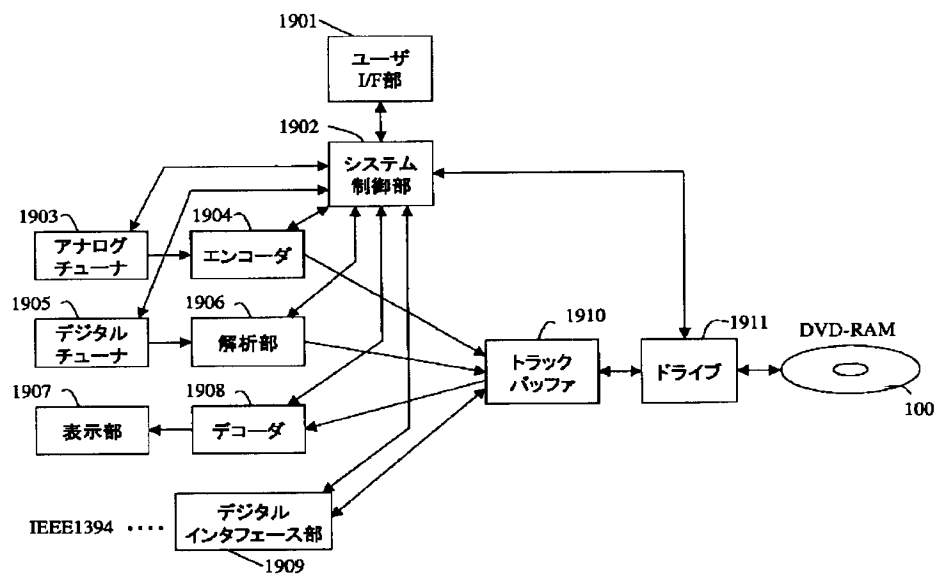 1901
ユーザ
I/F部
1902
システム
制御部
1903
アナログ
チューナ
1904
エンコーダ
1905
デジタル
チューナ
1906
解析部
1907
表示部
1908
デコーダ
1910
トラック
バッファ
1911
ドライブ
DVD-RAM
100
IEEE1394 ‥‥
デジタル
インタフェース部
1909